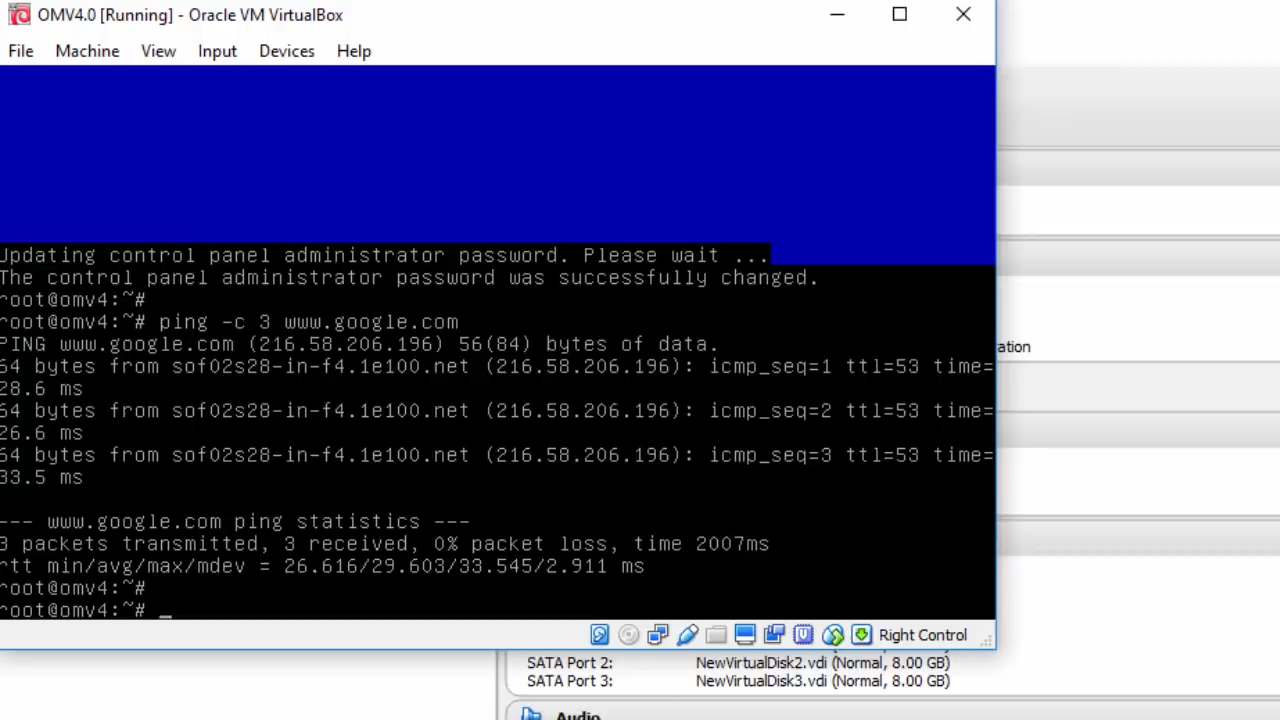 OMV4.0 [Running] - Oracle VM VirtualBox
File Machine View Input Devices Help
Updating control panel administrator password. Please wait ...
The control panel administrator password was successfully changed.
root@omv4:~#
root@omv4:~# ping -c 3 www.google.com
PING www.google.com (216.58.206.196) 56(84) bytes of data.
64 bytes from sof02s28-in-f4.1e100.net (216.58.206.196): icmp_seq=1 ttl=53 time=
28.6 ms
64 bytes from sof02s28-in-f4.1e100.net (216.58.206.196): icmp_seq=2 ttl=53 time=
26.6 ms
64 bytes from sof02s28-in-f4.1e100.net (216.58.206.196): icmp_seq=3 ttl=53 time=
33.5 ms
--- www.google.com ping statistics ---
3 packets transmitted, 3 received, 0% packet loss, time 2007ms
rtt min/avg/max/mdev = 26.616/29.603/33.545/2.911 ms
root@omv4:~#
root@omv4:~# _
ation
Right Control
SATA Port 2: NewVirtualDisk2.vdi (Normal, 8.00 GB)
SATA Port 3: NewVirtualDisk3.vdi (Normal, 8.00 GB)
Audio